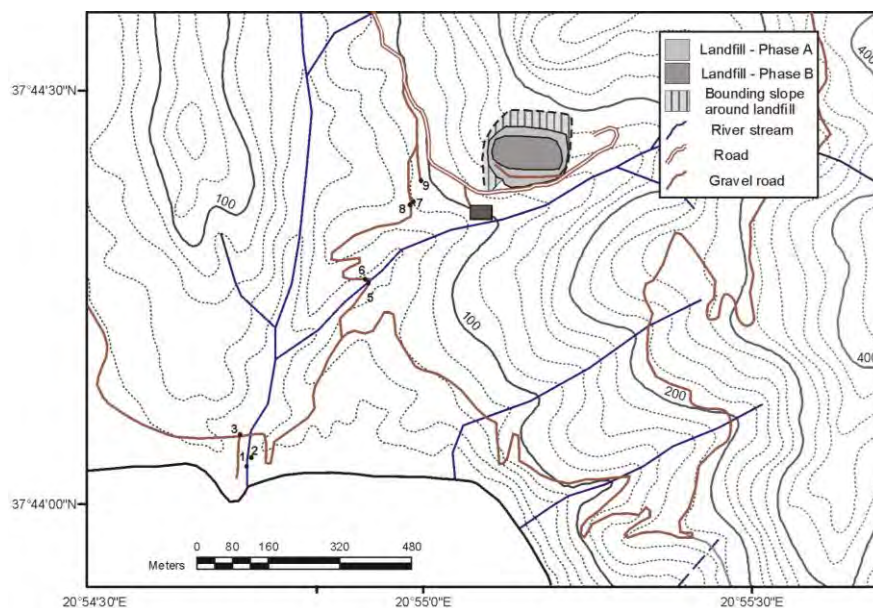 400
Landfill - Phase A
Landfill - Phase B
Bounding slope
around landfill
River stream
Road
Gravel road
37°44'30"N
100
9
8 7
6
5
100
400
200
3
2
1
37°44'00"N
0 80 160 320 480
Meters
20°54'30"E
20°55'0"E
20°55'30"E